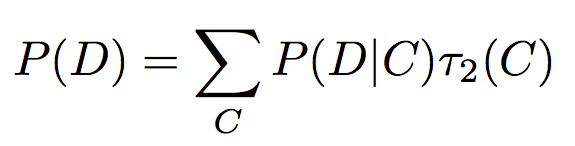 P(D) = ∑_C P(D|C)τ₂(C)